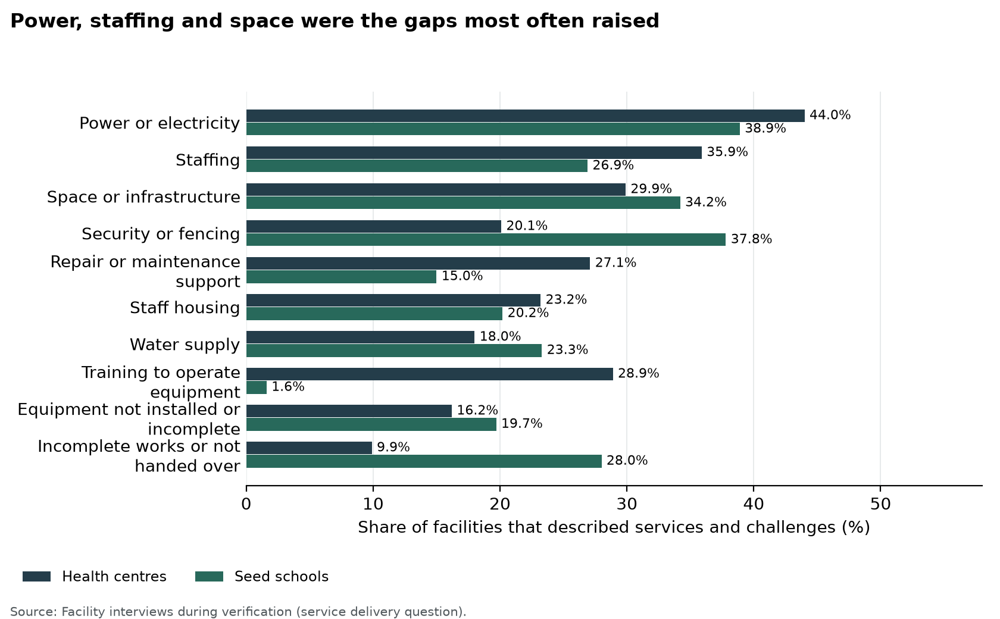 Power, staffing and space were the gaps most often raised
Power or electricity
44.0%
38.9%
Staffing
35.9%
26.9%
Space or infrastructure
29.9%
34.2%
Security or fencing
20.1%
37.8%
Repair or maintenance
support
27.1%
15.0%
Staff housing
23.2%
20.2%
Water supply
18.0%
23.3%
Training to operate
equipment
28.9%
1.6%
Equipment not installed or
incomplete
16.2%
19.7%
Incomplete works or not
handed over
9.9%
28.0%
0 10 20 30 40 50
Share of facilities that described services and challenges (%)
Health centres Seed schools
Source: Facility interviews during verification (service delivery question).